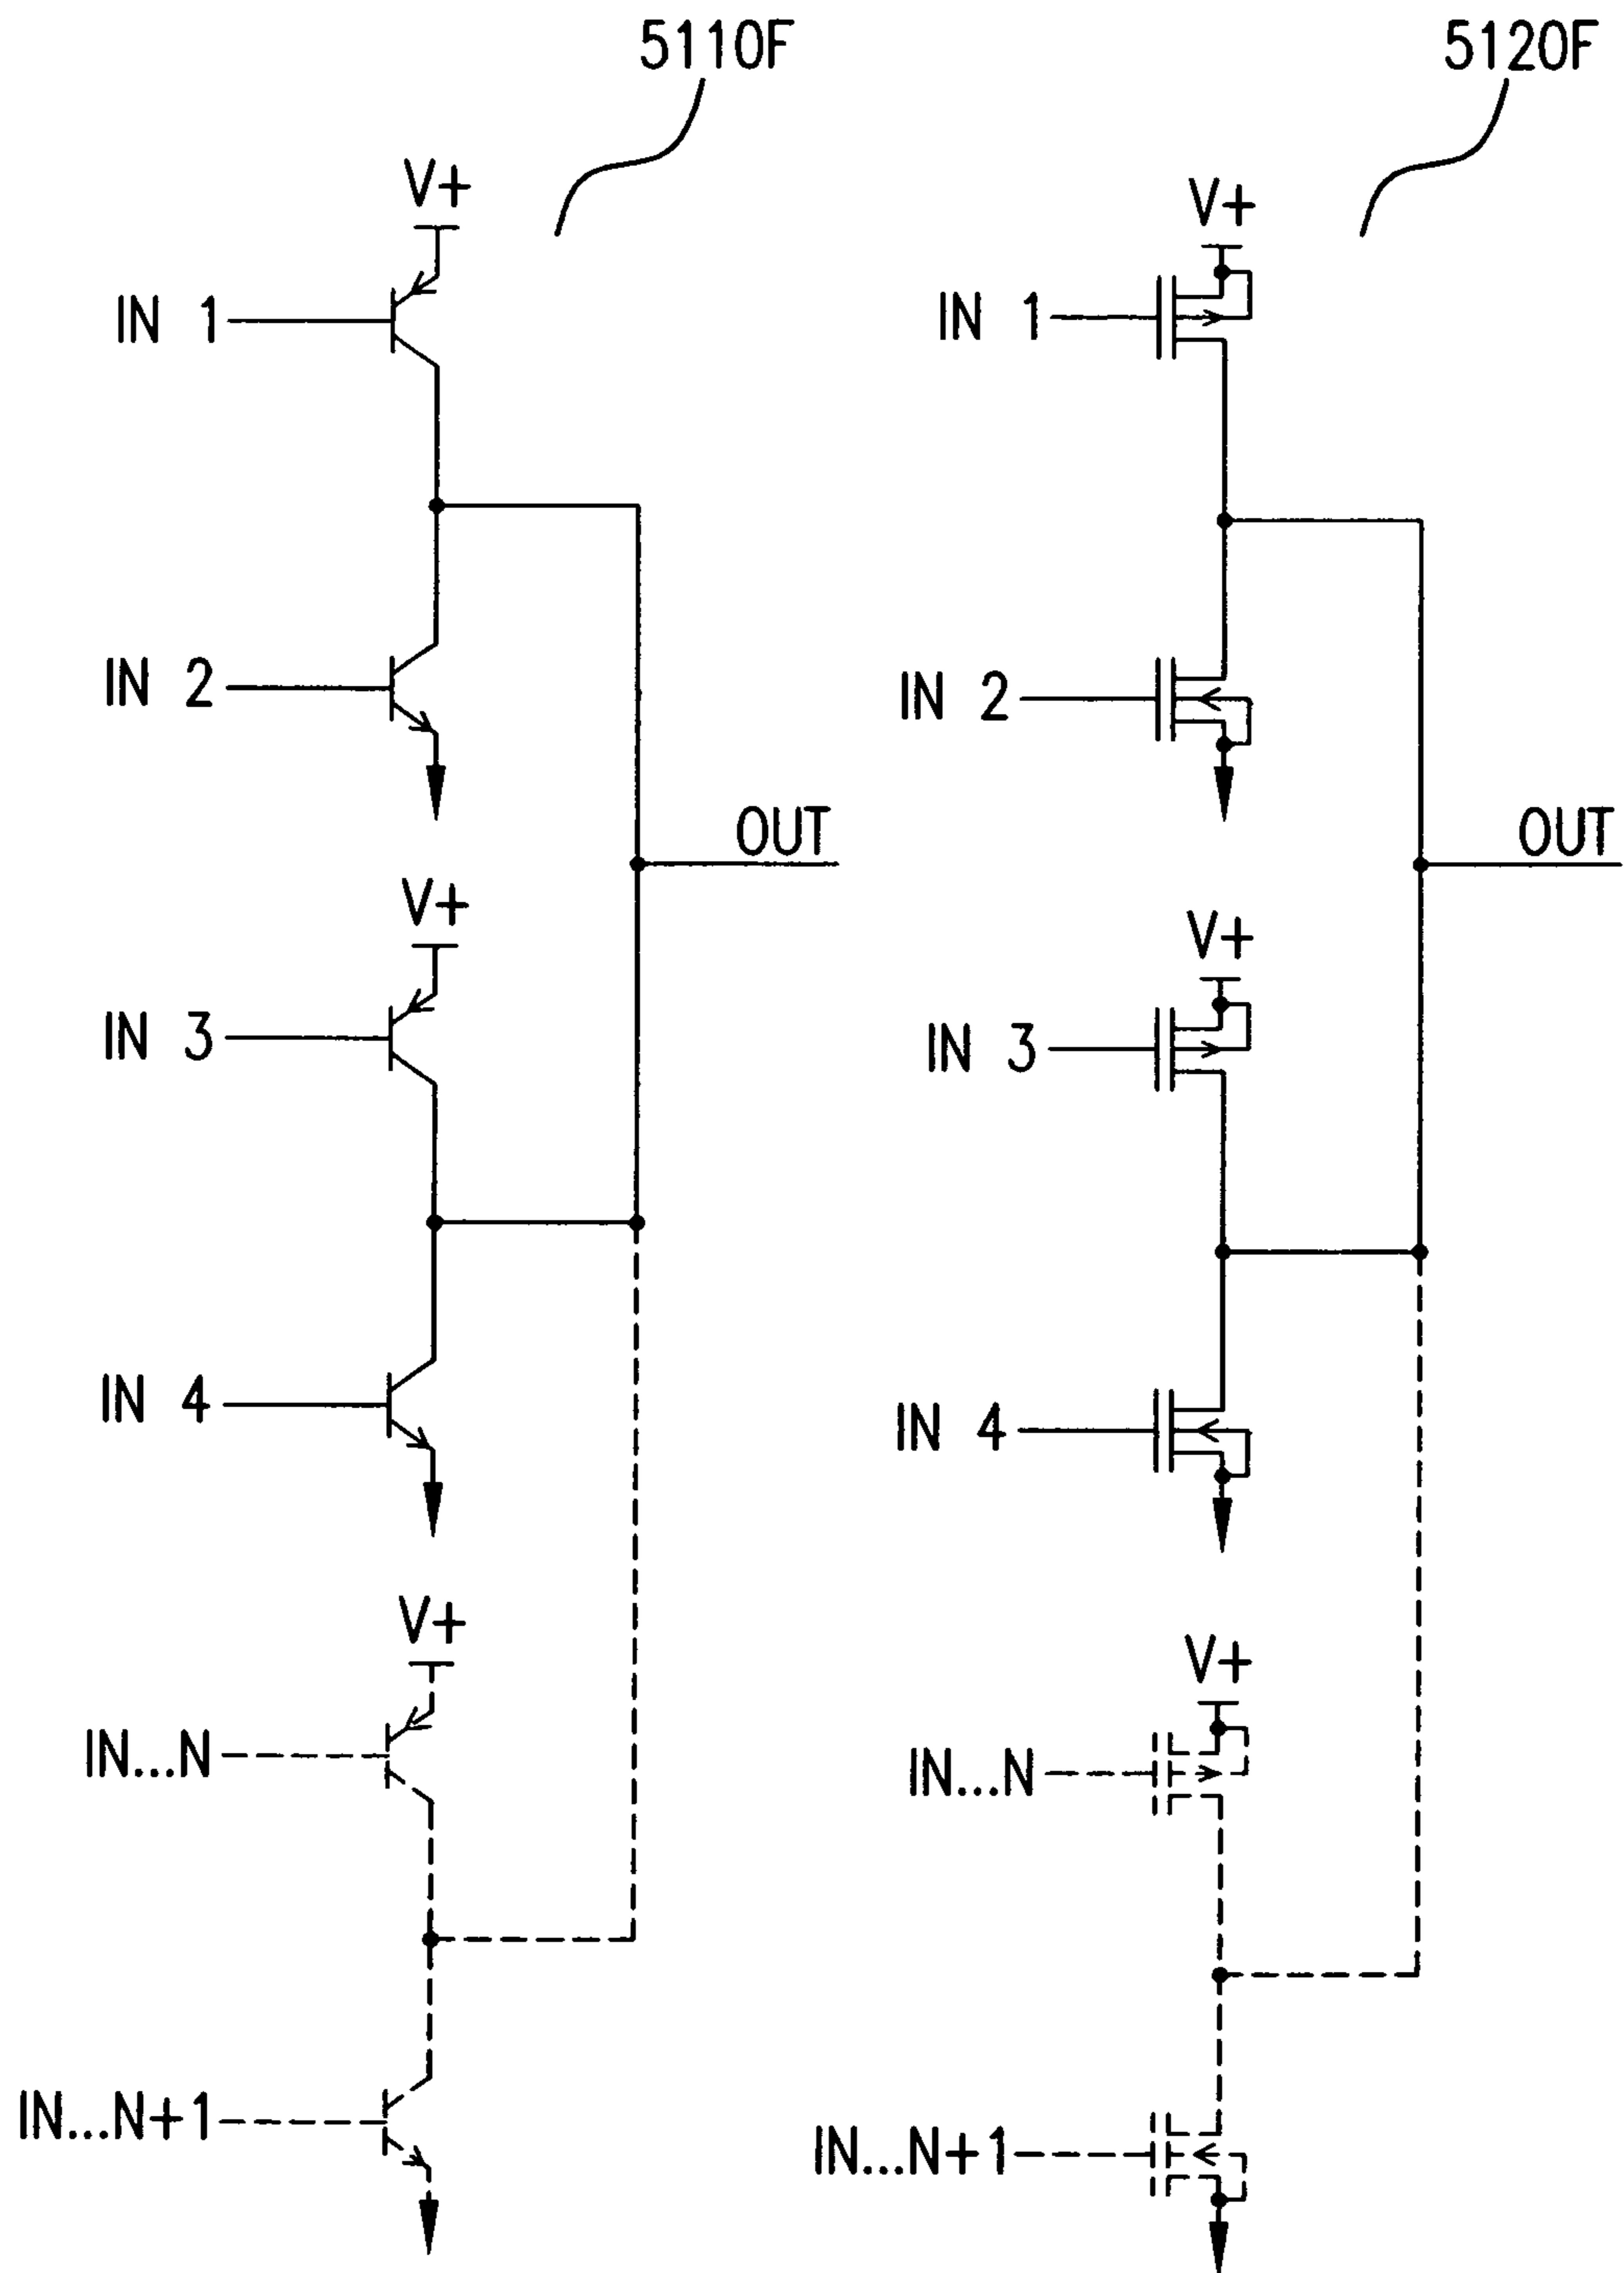 5110F
V+
IN 1
IN 2
OUT
V+
IN 3
IN 4
V+
IN...N
IN...N+1
5120F
V+
IN 1
IN 2
OUT
V+
IN 3
IN 4
V+
IN...N
IN...N+1